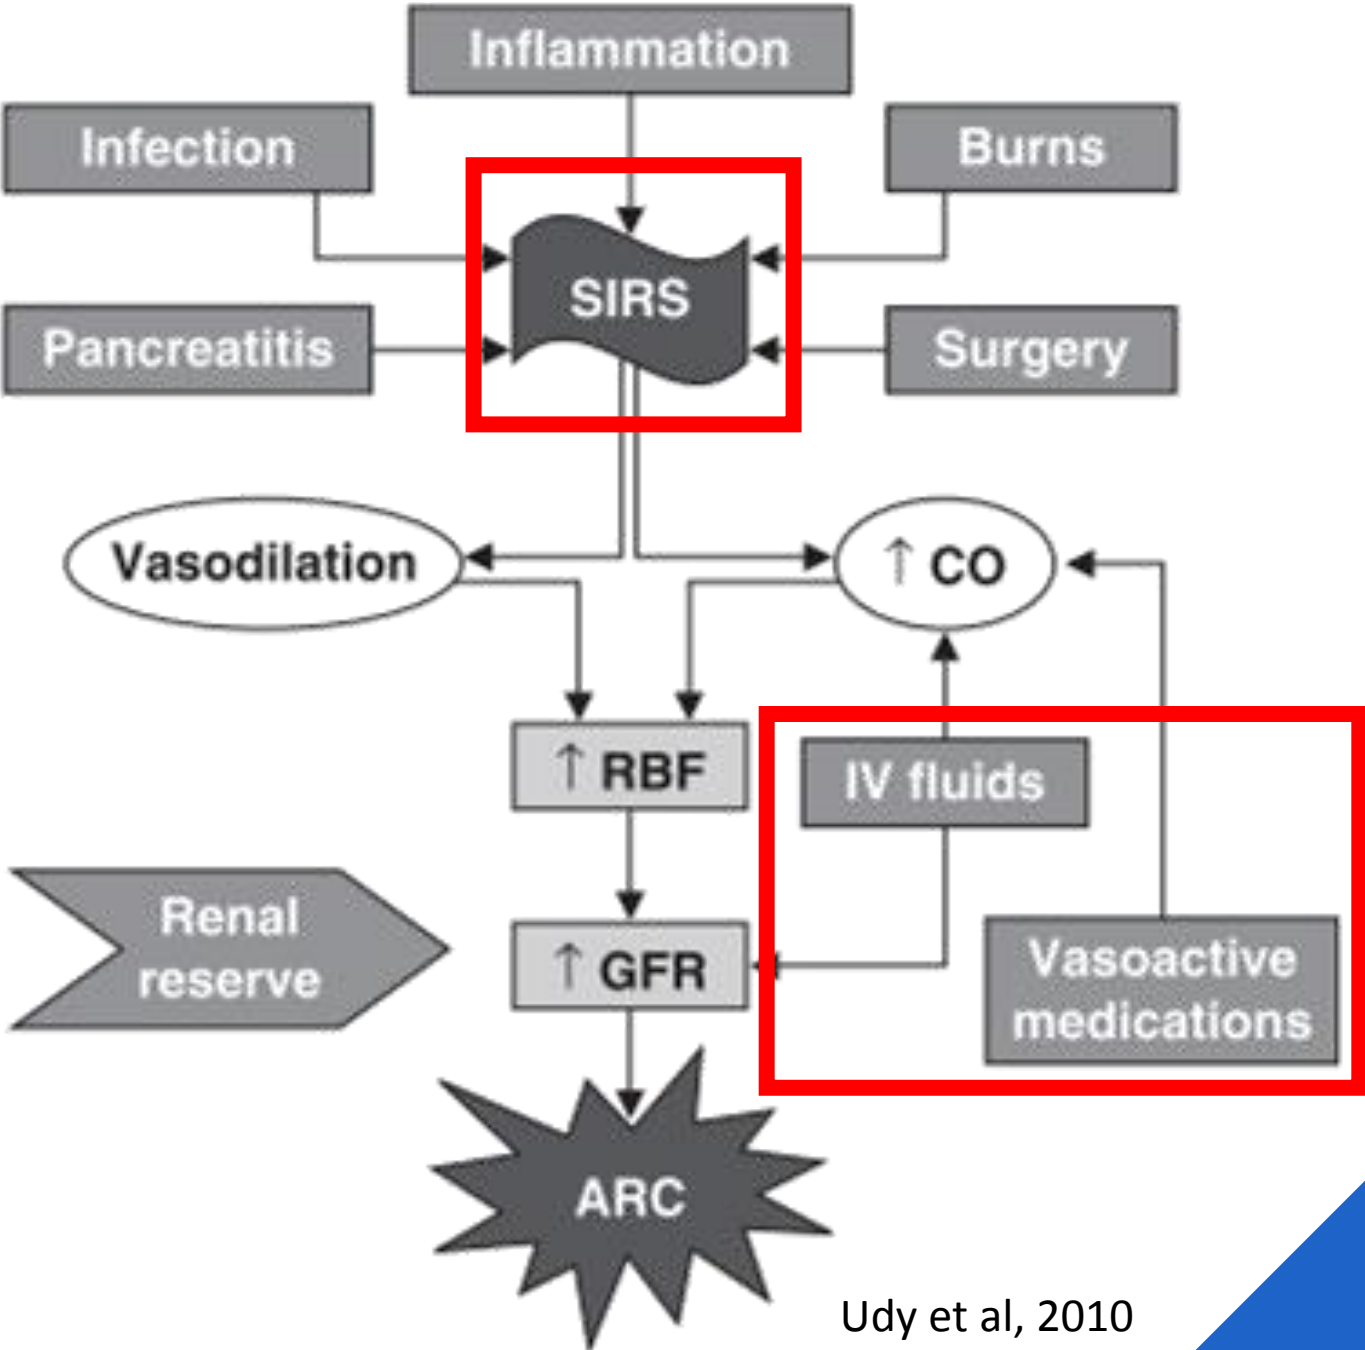 Inflammation
Infection
Burns
SIRS
Pancreatitis
Surgery
Vasodilation
↑ CO
↑ RBF
IV fluids
Renal
reserve
↑ GFR
Vasoactive
medications
ARC
Udy et al, 2010